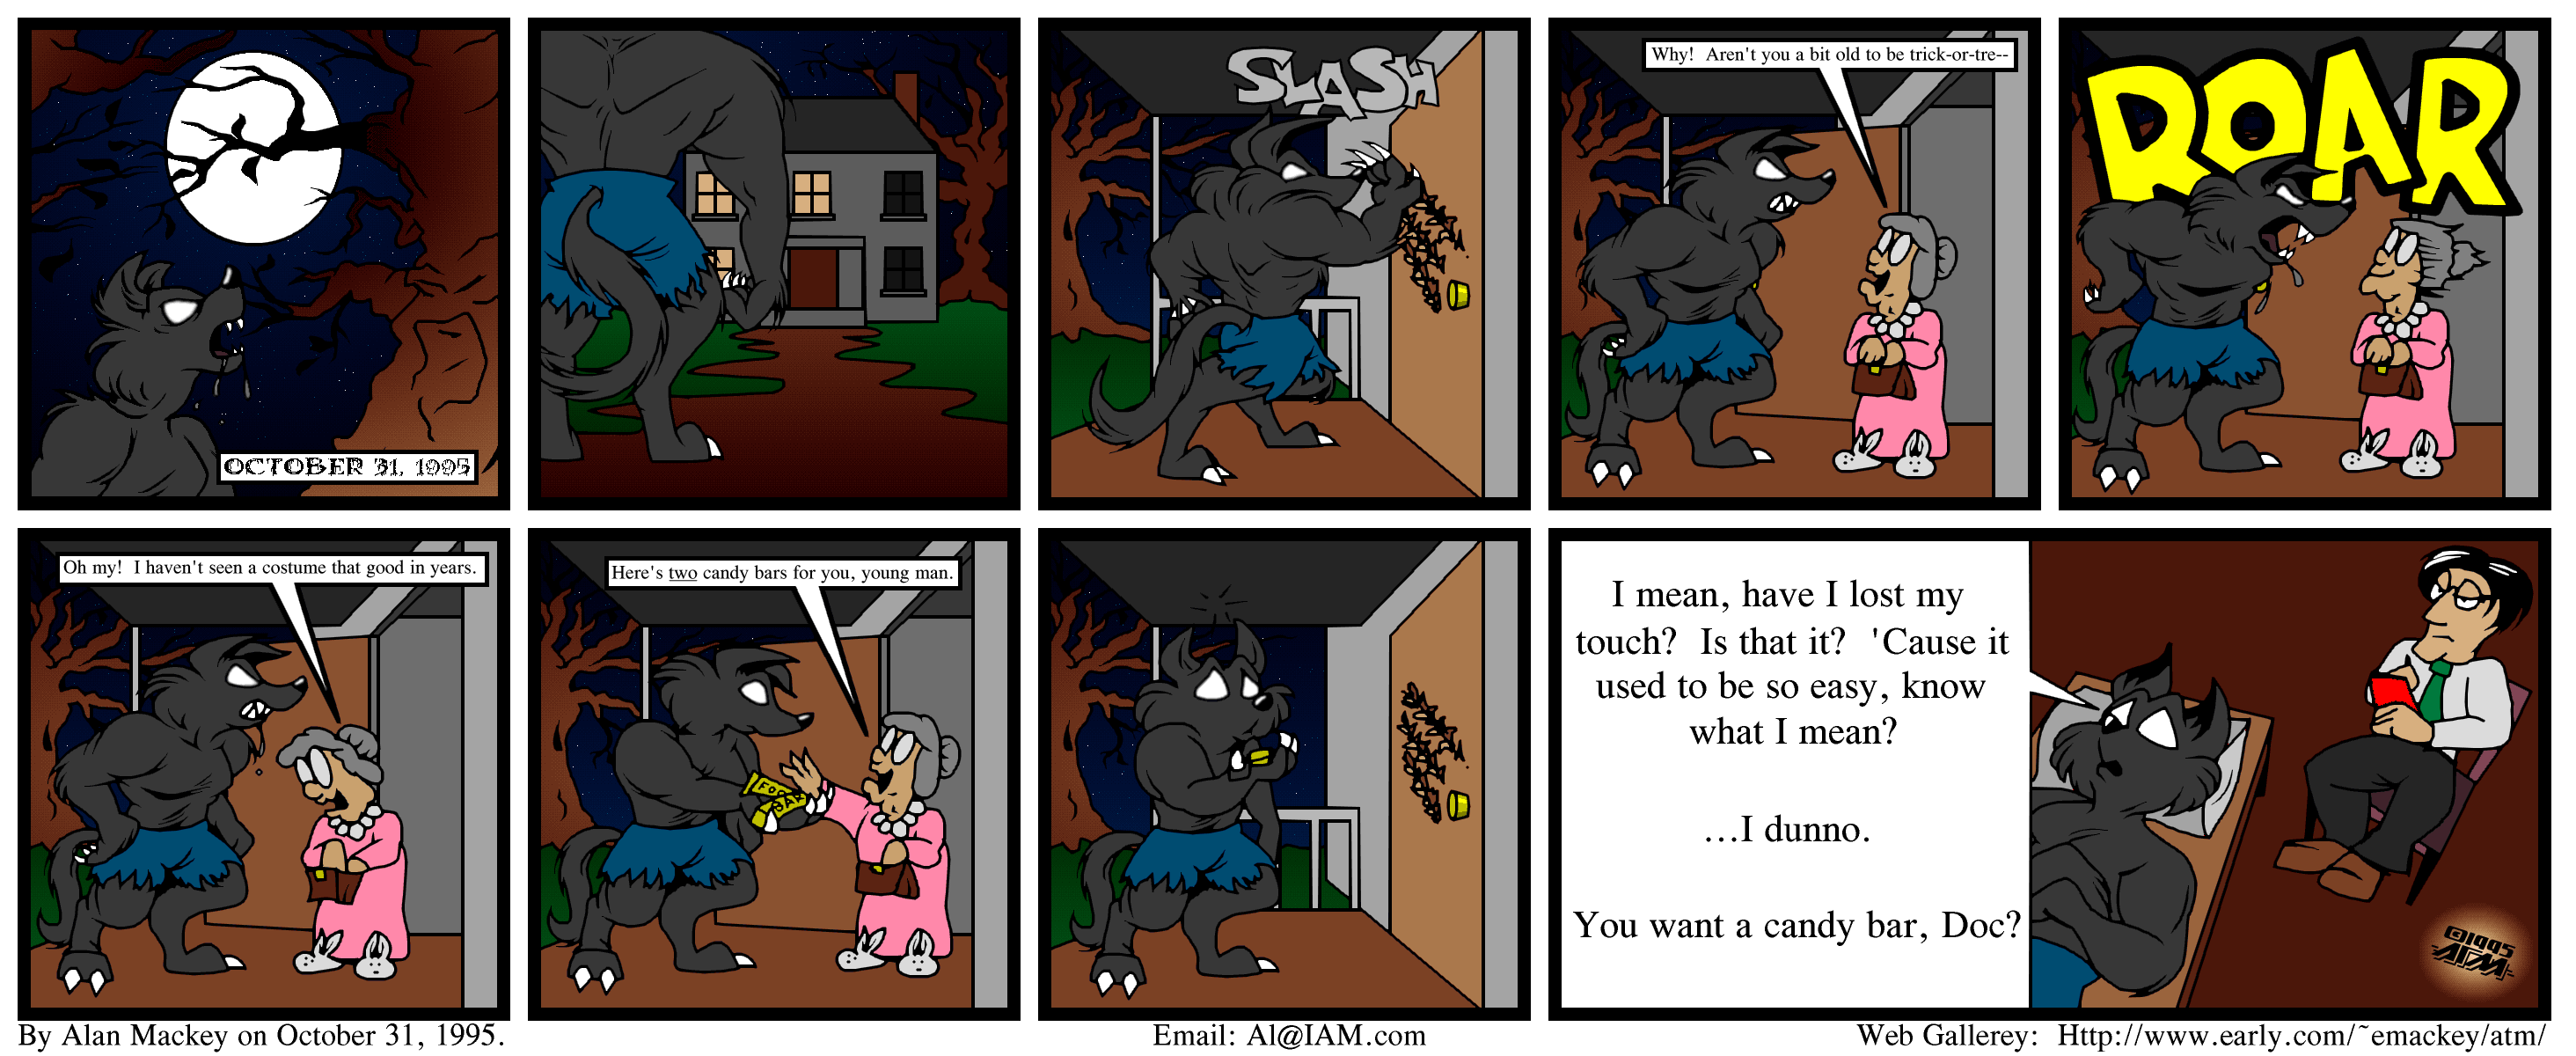 OCTOBER 31, 1995
SLASH
Why!  Aren't you a bit old to be trick-or-tre--
ROAR
Oh my!  I haven't seen a costume that good in years.
Here's two candy bars for you, young man.
FOO
BAR
I mean, have I lost my
touch?  Is that it?  'Cause it
used to be so easy, know
what I mean?
...I dunno.
You want a candy bar, Doc?
©1995
ATM
By Alan Mackey on October 31, 1995.
Email: Al@IAM.com
Web Gallerey:  Http://www.early.com/~emackey/atm/